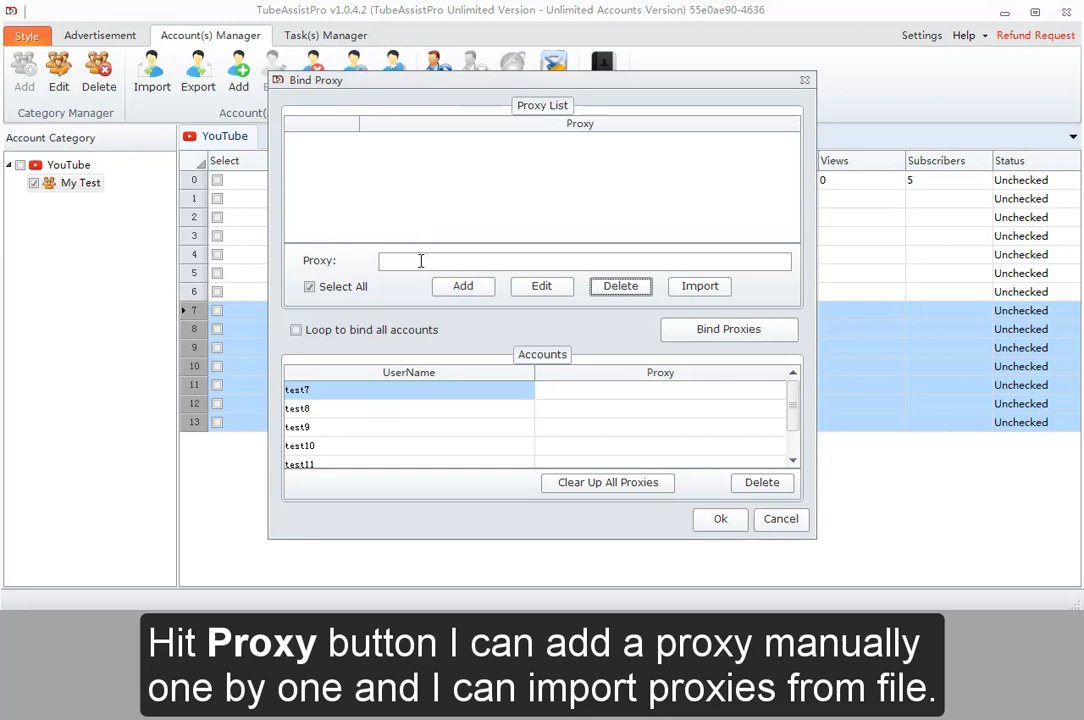 TubeAssistPro v1.0.4.2 (TubeAssistPro Unlimited Version - Unlimited Accounts Version) 55e0ae90-4636
Style Advertisement Account(s) Manager Task(s) Manager Settings Help Refund Request
Add Edit Delete Import Export Add
Category Manager Account(
Bind Proxy
Account Category
YouTube
My Test
YouTube
Select Views Subscribers Status
0 0 5 Unchecked
1 Unchecked
2 Unchecked
3 Unchecked
4 Unchecked
5 Unchecked
6 Unchecked
7 Unchecked
8 Unchecked
9 Unchecked
10 Unchecked
11 Unchecked
12 Unchecked
13 Unchecked
Proxy List
Proxy
Proxy:
Select All Add Edit Delete Import
Loop to bind all accounts Bind Proxies
Accounts
UserName Proxy
test7
test8
test9
test10
test11
Clear Up All Proxies Delete
Ok Cancel
Hit Proxy button I can add a proxy manually
one by one and I can import proxies from file.